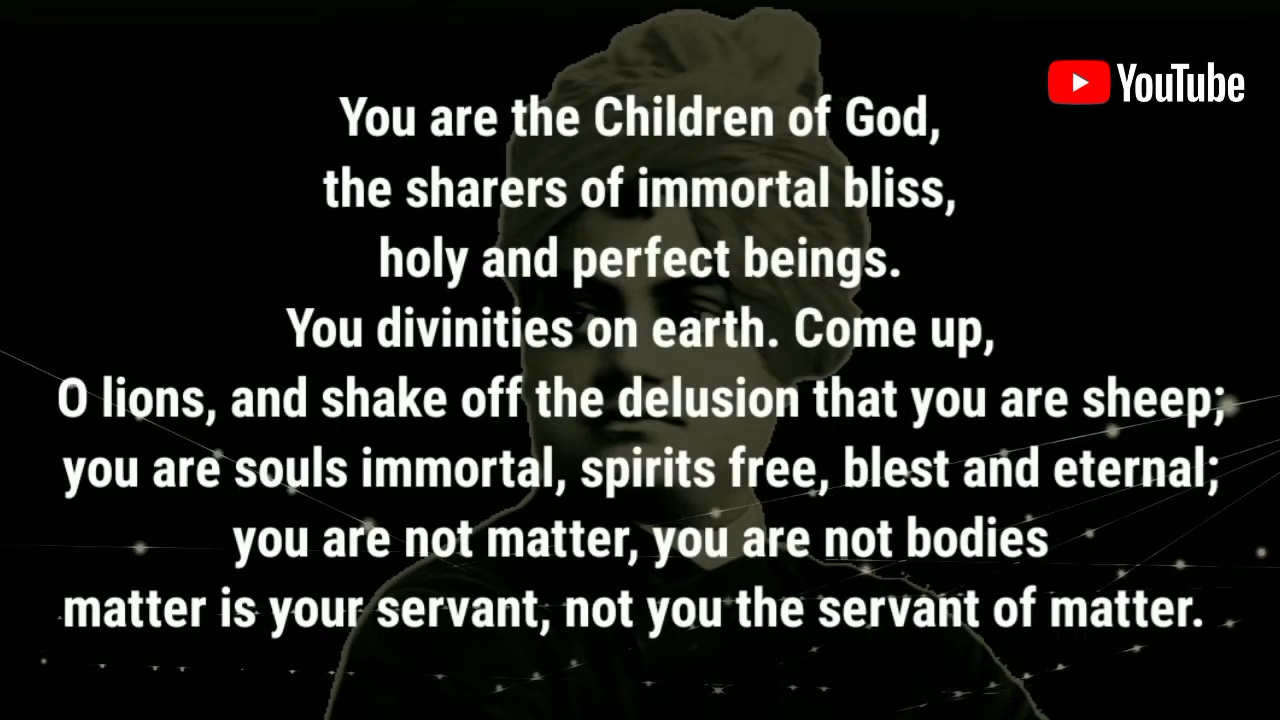 YouTube
You are the Children of God,
the sharers of immortal bliss,
holy and perfect beings.
You divinities on earth. Come up,
O lions, and shake off the delusion that you are sheep;
you are souls immortal, spirits free, blest and eternal;
you are not matter, you are not bodies
matter is your servant, not you the servant of matter.